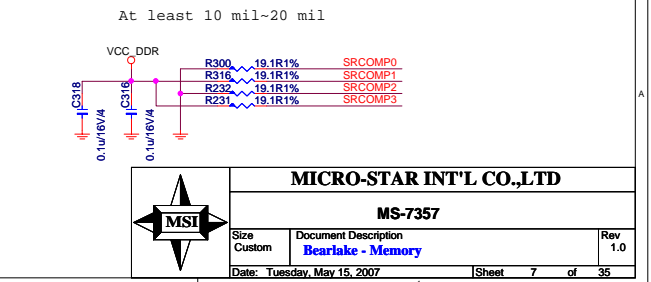 At least 10 mil~20 mil
VCC_DDR
R300 19.1R1% SRCOMP0
R316 19.1R1% SRCOMP1
R232 19.1R1% SRCOMP2
R231 19.1R1% SRCOMP3
C318
0.1u/16V/4
C316
0.1u/16V/4
A
MSI
MICRO-STAR INT'L CO.,LTD
MS-7357
Size Document Description Rev
Custom Bearlake - Memory 1.0
Date: Tuesday, May 15, 2007 Sheet 7 of 35